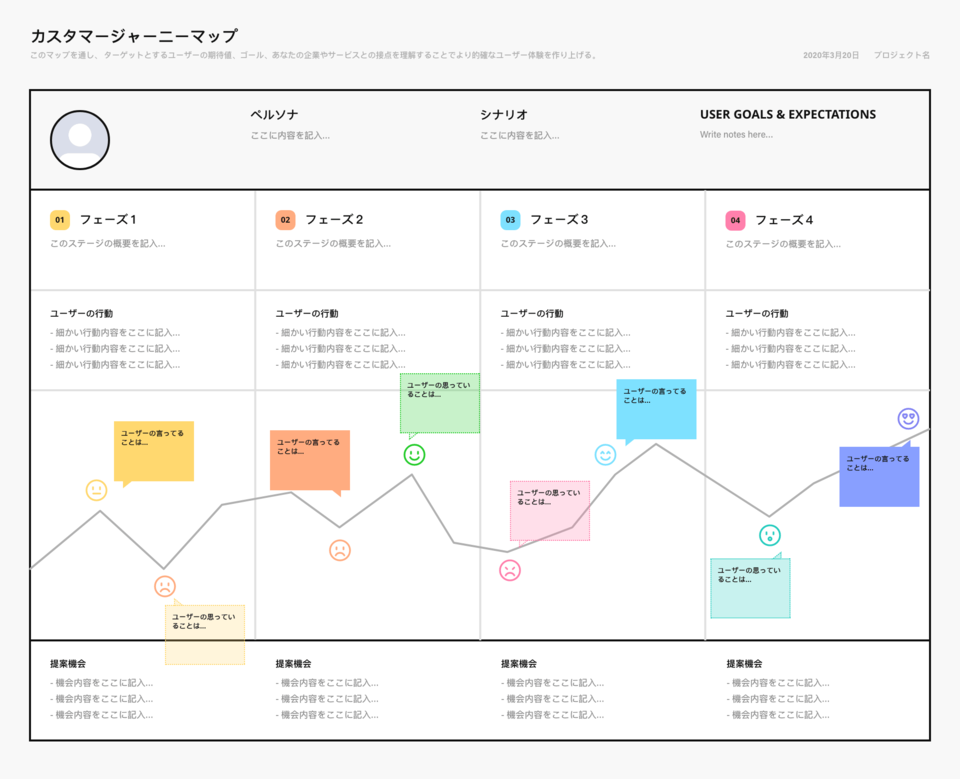 カスタマージャーニーマップ
このマップを通し、ターゲットとするユーザーの期待値、ゴール、あなたの企業やサービスとの接点を理解することでより的確なユーザー体験を作り上げる。
2020年3月20日 プロジェクト名
ペルソナ
ここに内容を記入...
シナリオ
ここに内容を記入...
USER GOALS & EXPECTATIONS
Write notes here...
01 フェーズ1
このステージの概要を記入...
02 フェーズ2
このステージの概要を記入...
03 フェーズ3
このステージの概要を記入...
04 フェーズ4
このステージの概要を記入...
ユーザーの行動
- 細かい行動内容をここに記入...
- 細かい行動内容をここに記入...
- 細かい行動内容をここに記入...
ユーザーの行動
- 細かい行動内容をここに記入...
- 細かい行動内容をここに記入...
- 細かい行動内容をここに記入...
ユーザーの行動
- 細かい行動内容をここに記入...
- 細かい行動内容をここに記入...
- 細かい行動内容をここに記入...
ユーザーの行動
- 細かい行動内容をここに記入...
- 細かい行動内容をここに記入...
- 細かい行動内容をここに記入...
ユーザーの言ってる
ことは...
ユーザーの思ってい
ることは...
ユーザーの言ってる
ことは...
ユーザーの思ってい
ることは...
ユーザーの思ってい
ることは...
ユーザーの言ってる
ことは...
ユーザーの思ってい
ることは...
ユーザーの言ってる
ことは...
提案機会
- 機会内容をここに記入...
- 機会内容をここに記入...
- 機会内容をここに記入...
提案機会
- 機会内容をここに記入...
- 機会内容をここに記入...
- 機会内容をここに記入...
提案機会
- 機会内容をここに記入...
- 機会内容をここに記入...
- 機会内容をここに記入...
提案機会
- 機会内容をここに記入...
- 機会内容をここに記入...
- 機会内容をここに記入...